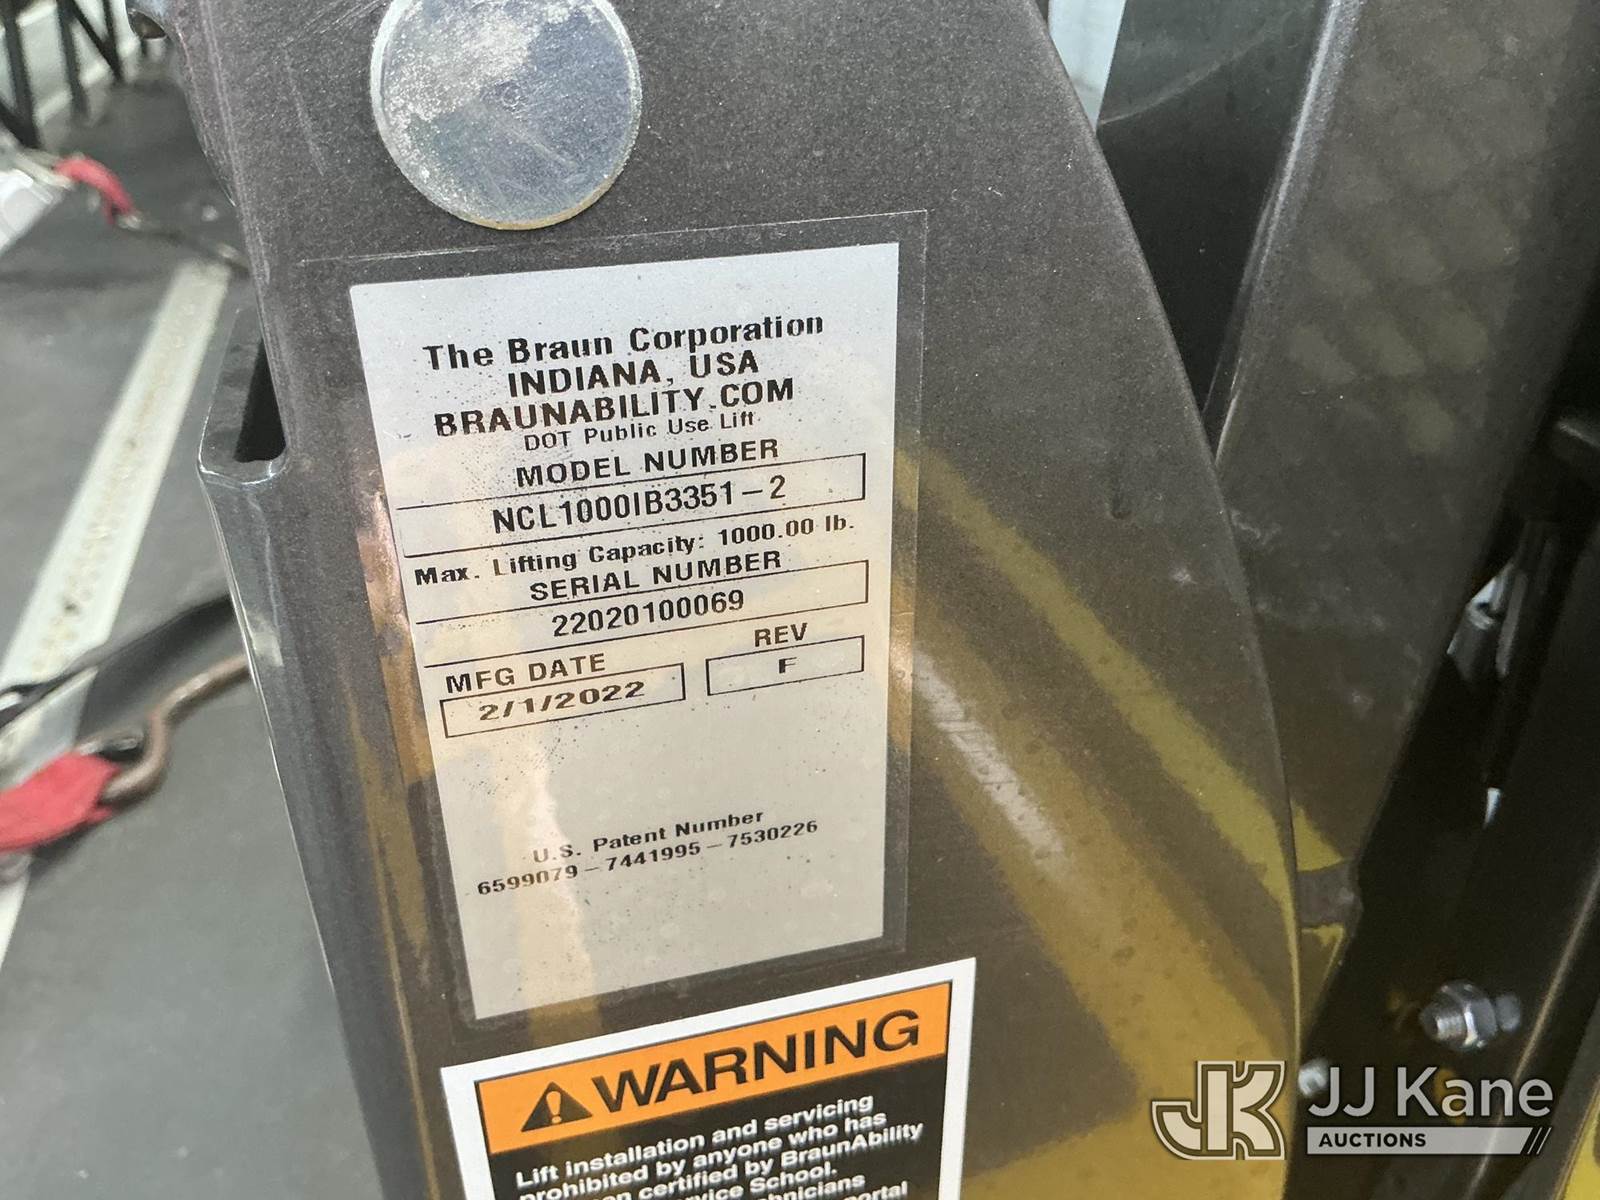 The Braun Corporation
INDIANA, USA
BRAUNABILITY.COM
DOT Public Use Lift
MODEL NUMBER
NCL1000IB3351-2
Max. Lifting Capacity: 1000.00 lb.
SERIAL NUMBER
22020100069
MFG DATE REV
2/1/2022 F
U.S. Patent Number
6599079-7441995-7530226
WARNING
Lift installation and servicing
prohibited by anyone who has
certified by BraunAbility
School.
JK JJ Kane
AUCTIONS